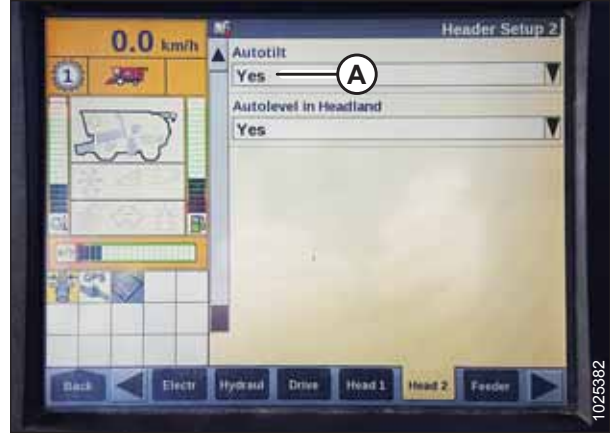 0.0 km/h
Header Setup 2
1
Autotilt
Yes
A
Autolevel in Headland
Yes
GPS
Back
Electr
Hydraul
Drive
Head 1
Head 2
Feeder
1025382